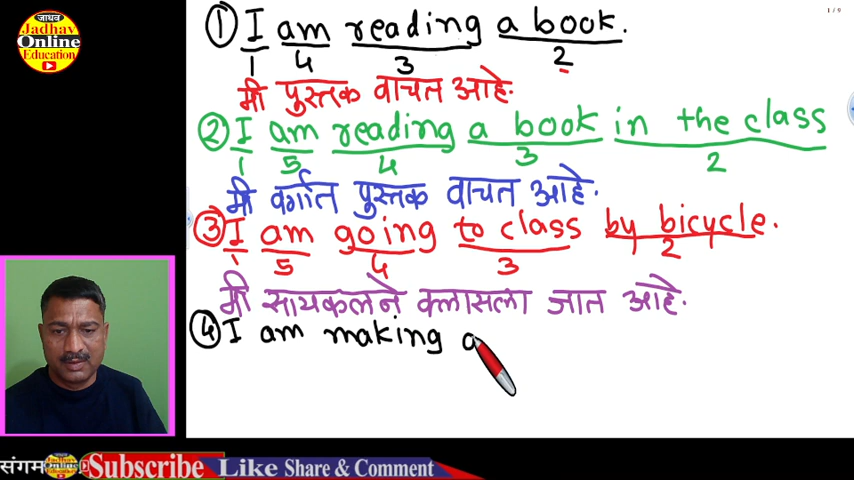 जाधव
Jadhav
Online
Education
1 / 9
① I am reading a book.
1 4 3 2
मी पुस्तक वाचत आहे.
② I am reading a book in the class
1 5 4 3 2
मी वर्गात पुस्तक वाचत आहे.
③ I am going to class by bicycle.
1 5 4 3 2
मी सायकलने क्लासला जात आहे.
④ I am making a
संगम
Online
Subscribe Like Share & Comment